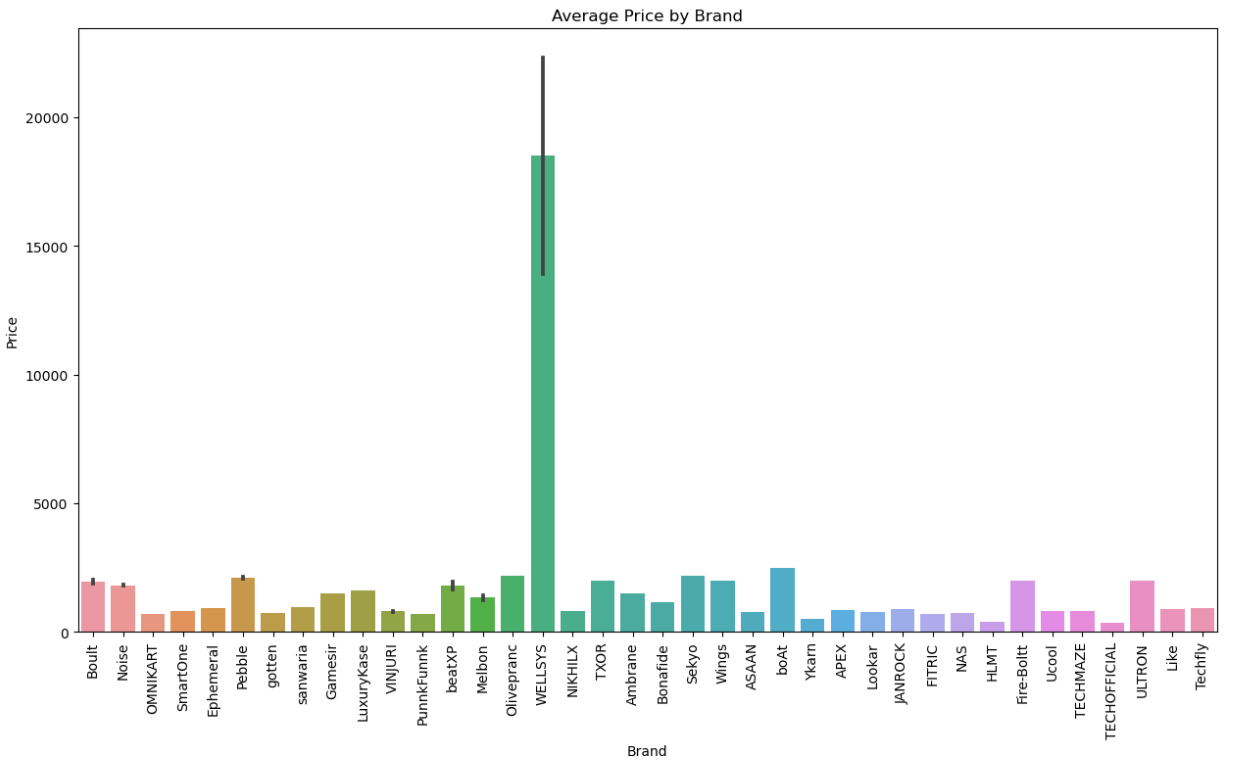 Average Price by Brand
Price
20000
15000
10000
5000
0
Boult
Noise
OMNIKART
SmartOne
Ephemeral
Pebble
gotten
sanwaria
Gamesir
LuxuryKase
VINJURI
PunnkFunnk
beatXP
Melbon
Olivepranc
WELLSYS
NIKHILX
TXOR
Ambrane
Bonafide
Sekyo
Wings
ASAAN
boAt
Ykarn
APEX
Lookar
JANROCK
FITRIC
NAS
HLMT
Fire-Boltt
Ucool
TECHMAZE
TECHOFFICIAL
ULTRON
Like
Techfly
Brand